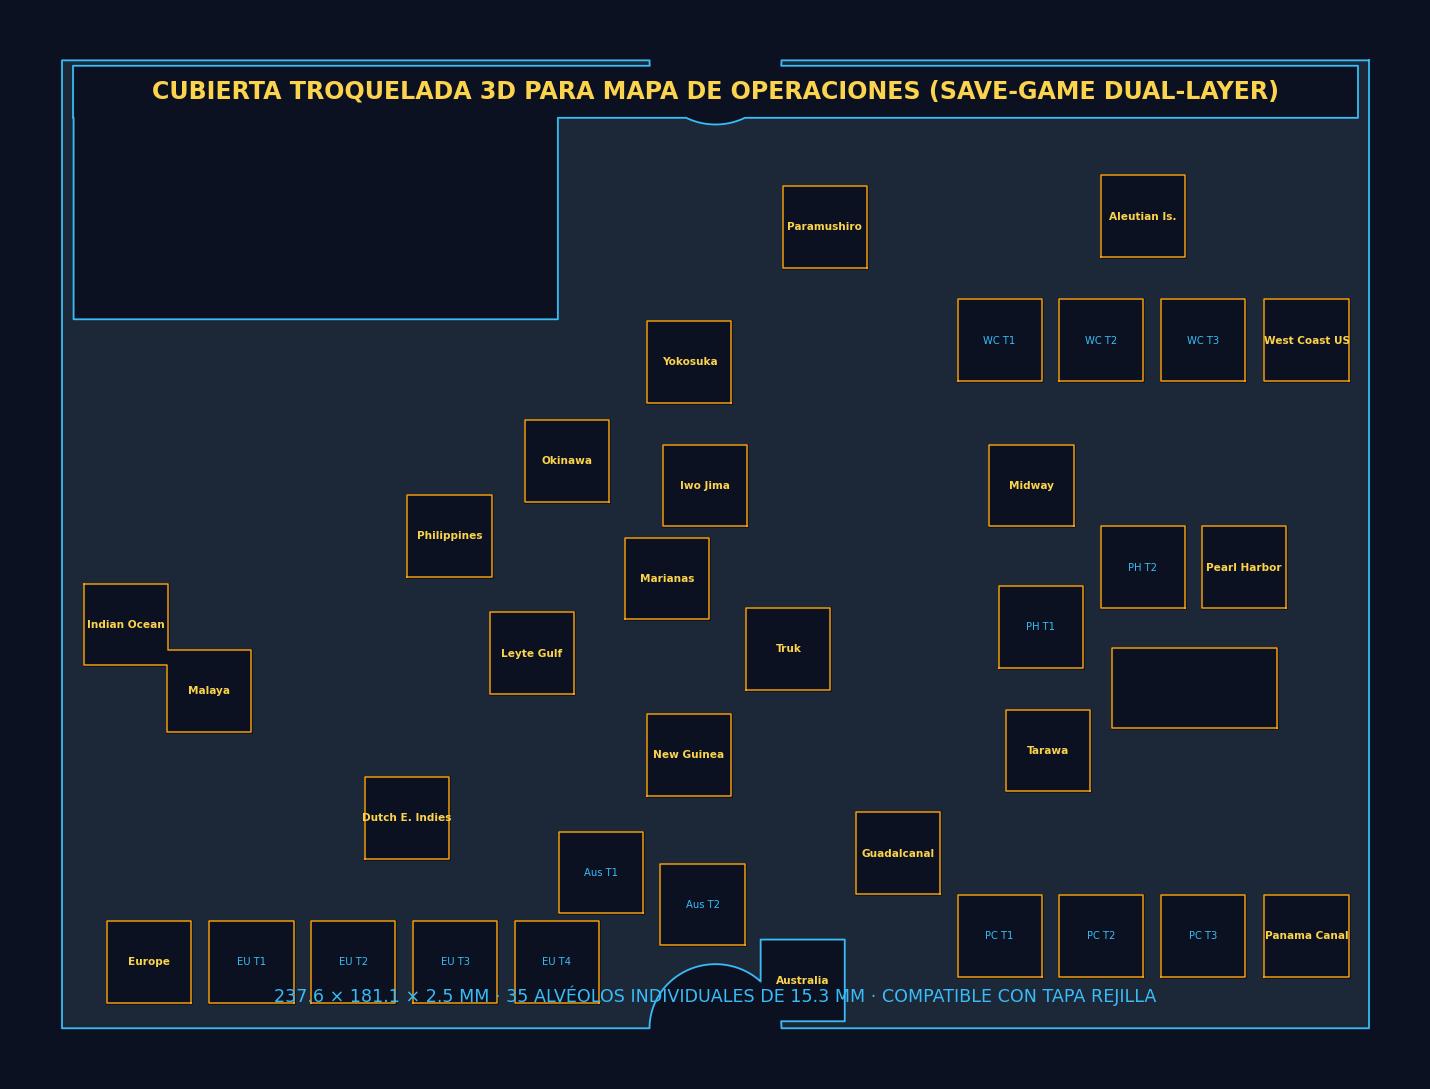 CUBIERTA TROQUELADA 3D PARA MAPA DE OPERACIONES (SAVE-GAME DUAL-LAYER)
Aleutian Is.
Paramushiro
WC T1
WC T2
WC T3
West Coast US
Yokosuka
Okinawa
Iwo Jima
Midway
Philippines
PH T2
Pearl Harbor
Marianas
Indian Ocean
PH T1
Truk
Leyte Gulf
Malaya
Tarawa
New Guinea
Dutch E. Indies
Guadalcanal
Aus T1
Aus T2
PC T1
PC T2
PC T3
Panama Canal
Europe
EU T1
EU T2
EU T3
EU T4
Australia
237.6 × 181.1 × 2.5 MM · 35 ALVÉOLOS INDIVIDUALES DE 15.3 MM · COMPATIBLE CON TAPA REJILLA